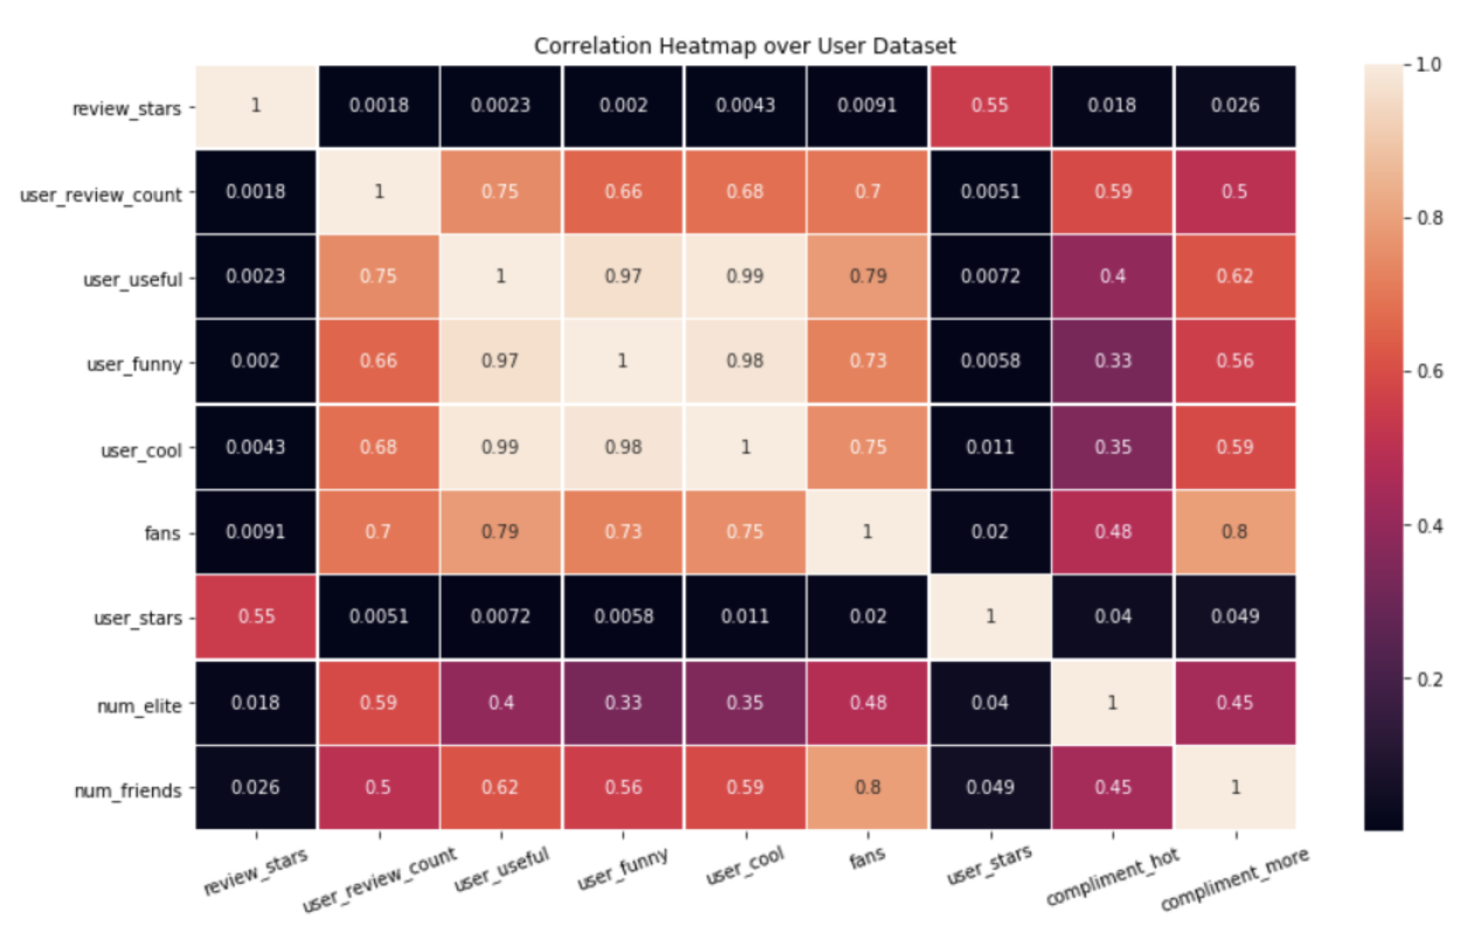 Correlation Heatmap over User Dataset
review_stars 1 0.0018 0.0023 0.002 0.0043 0.0091 0.55 0.018 0.026
user_review_count 0.0018 1 0.75 0.66 0.68 0.7 0.0051 0.59 0.5
user_useful 0.0023 0.75 1 0.97 0.99 0.79 0.0072 0.4 0.62
user_funny 0.002 0.66 0.97 1 0.98 0.73 0.0058 0.33 0.56
user_cool 0.0043 0.68 0.99 0.98 1 0.75 0.011 0.35 0.59
fans 0.0091 0.7 0.79 0.73 0.75 1 0.02 0.48 0.8
user_stars 0.55 0.0051 0.0072 0.0058 0.011 0.02 1 0.04 0.049
num_elite 0.018 0.59 0.4 0.33 0.35 0.48 0.04 1 0.45
num_friends 0.026 0.5 0.62 0.56 0.59 0.8 0.049 0.45 1
review_stars user_review_count user_useful user_funny user_cool fans user_stars compliment_hot compliment_more
1.0
0.8
0.6
0.4
0.2